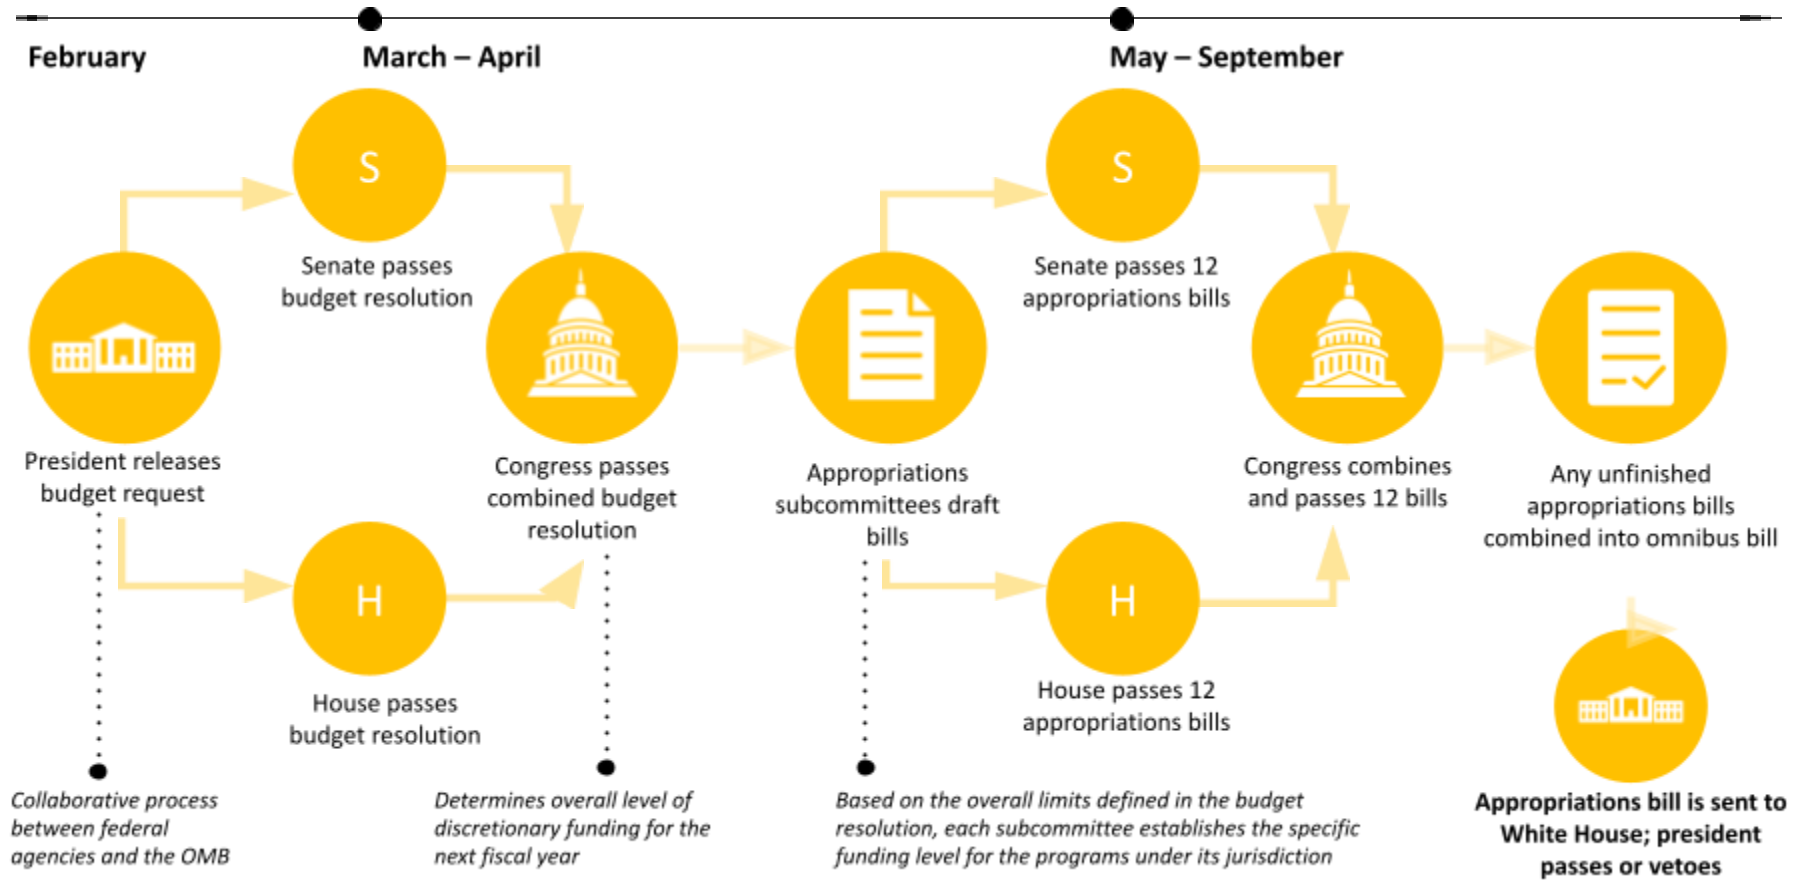 February
March – April
May – September
S
S
Senate passes
budget resolution
Senate passes 12
appropriations bills
President releases
budget request
Congress passes
combined budget
resolution
Appropriations
subcommittees draft
bills
Congress combines
and passes 12 bills
Any unfinished
appropriations bills
combined into omnibus bill
H
H
House passes
budget resolution
House passes 12
appropriations bills
Collaborative process
between federal
agencies and the OMB
Determines overall level of
discretionary funding for the
next fiscal year
Based on the overall limits defined in the budget
resolution, each subcommittee establishes the specific
funding level for the programs under its jurisdiction
Appropriations bill is sent to
White House; president
passes or vetoes